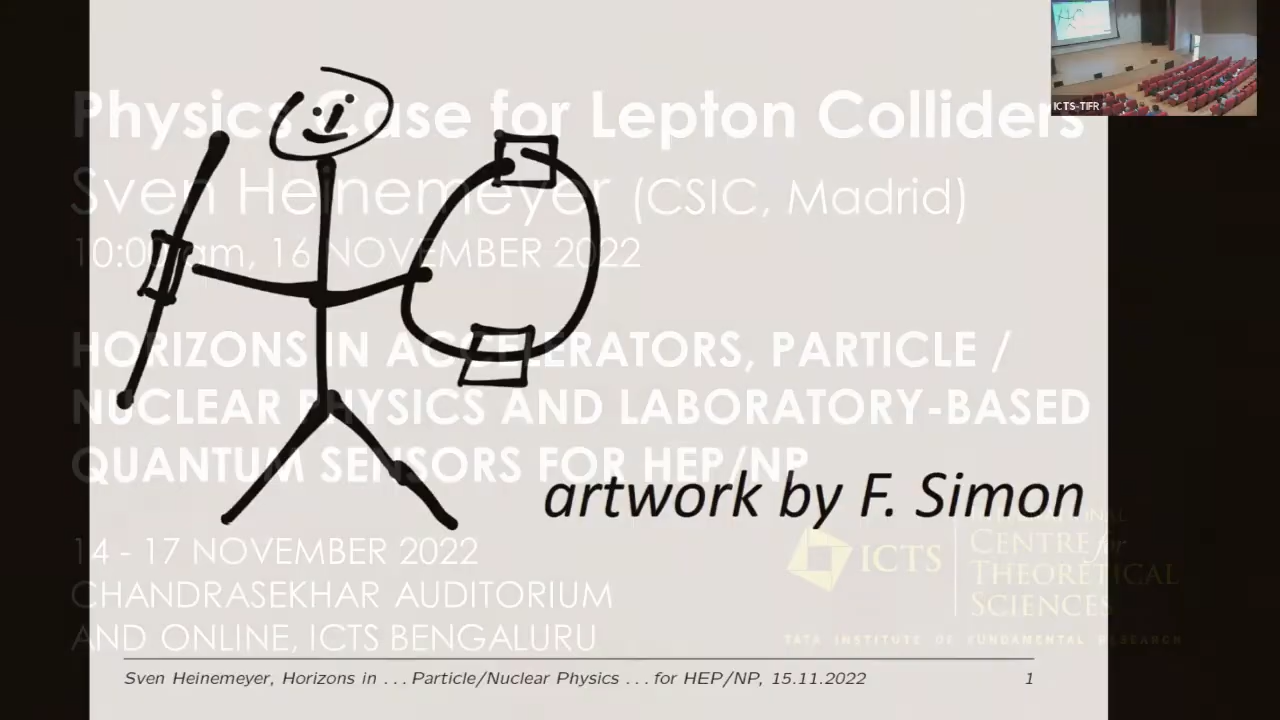 ICTS-TIFR
Physics Case for Lepton Colliders
Sven Heinemeyer (CSIC, Madrid)
10:00 am, 16 NOVEMBER 2022
HORIZONS IN ACCELERATORS, PARTICLE /
NUCLEAR PHYSICS AND LABORATORY-BASED
QUANTUM SENSORS FOR HEP/NP
artwork by F. Simon
14 - 17 NOVEMBER 2022
CHANDRASEKHAR AUDITORIUM
AND ONLINE, ICTS BENGALURU
ICTS
INTERNATIONAL
CENTRE for
THEORETICAL
SCIENCES
TATA INSTITUTE OF FUNDAMENTAL RESEARCH
Sven Heinemeyer, Horizons in . . . Particle/Nuclear Physics . . . for HEP/NP, 15.11.2022 1